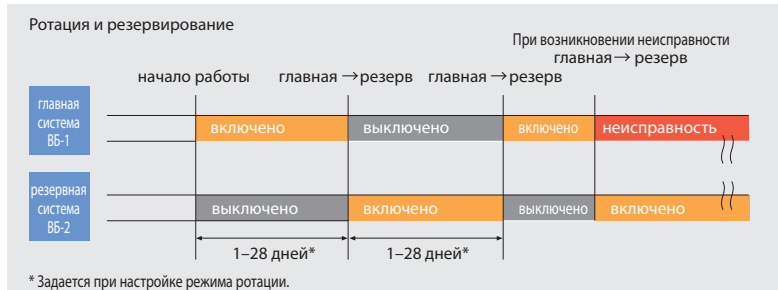 Ротация и резервирование
При возникновении неисправности
главная→ резерв
начало работы главная →резерв главная →резерв
главная
система
ВБ-1
включено выключено включено неисправность
резервная
система
ВБ-2
выключено включено выключено включено
1–28 дней* 1–28 дней*
* Задается при настройке режима ротации.